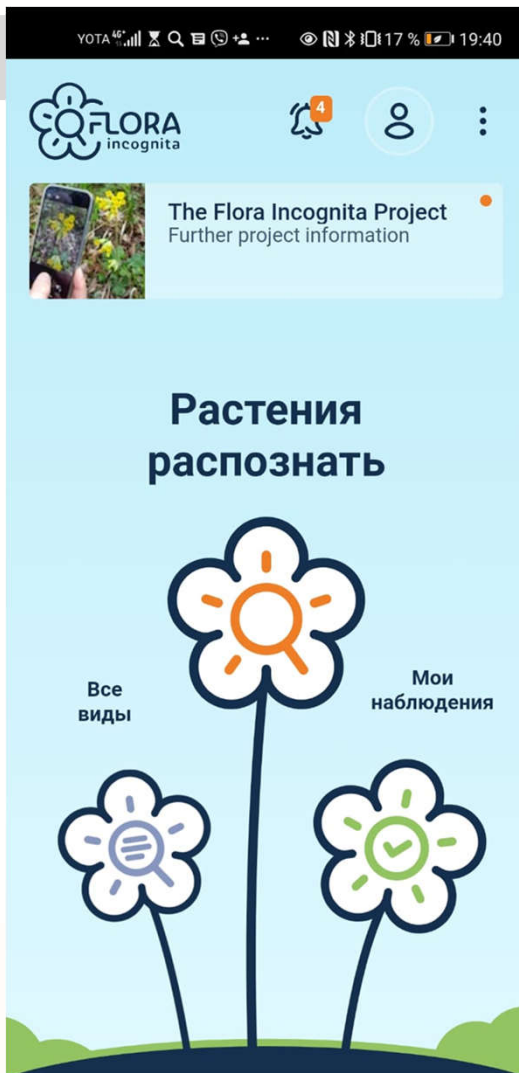 YOTA 4G+ 17 % 19:40
FLORA
incognita
4
The Flora Incognita Project
Further project information
Растения
распознать
Все
виды
Мои
наблюдения